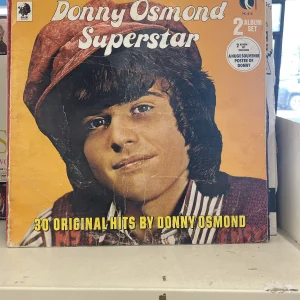 Donny Osmond
Superstar
2 ALBUM
SET
30 ORIGINAL HITS BY DONNY OSMOND